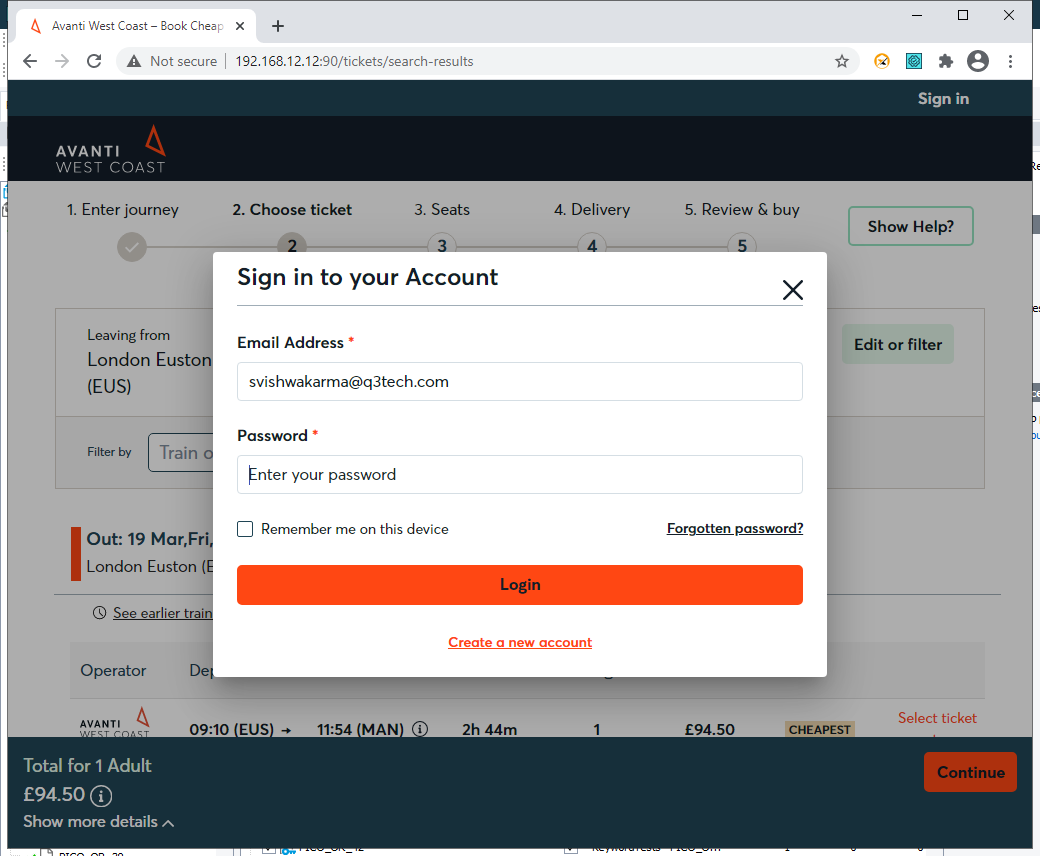 Avanti West Coast – Book Cheap
Not secure
192.168.12.12:90/tickets/search-results
Sign in
AVANTI
WEST COAST
1. Enter journey
2. Choose ticket
3. Seats
4. Delivery
5. Review & buy
Show Help?
2
3
4
5
Sign in to your Account
Leaving from
London Euston
(EUS)
Edit or filter
Email Address *
svishwakarma@q3tech.com
Password *
Filter by
Train o
Enter your password
Remember me on this device
Forgotten password?
Out: 19 Mar,Fri,
London Euston (E
Login
See earlier train
Create a new account
Operator
Dep
AVANTI
WEST COAST
09:10 (EUS)
11:54 (MAN)
2h 44m
1
£94.50
CHEAPEST
Select ticket
Total for 1 Adult
£94.50
Show more details
Continue